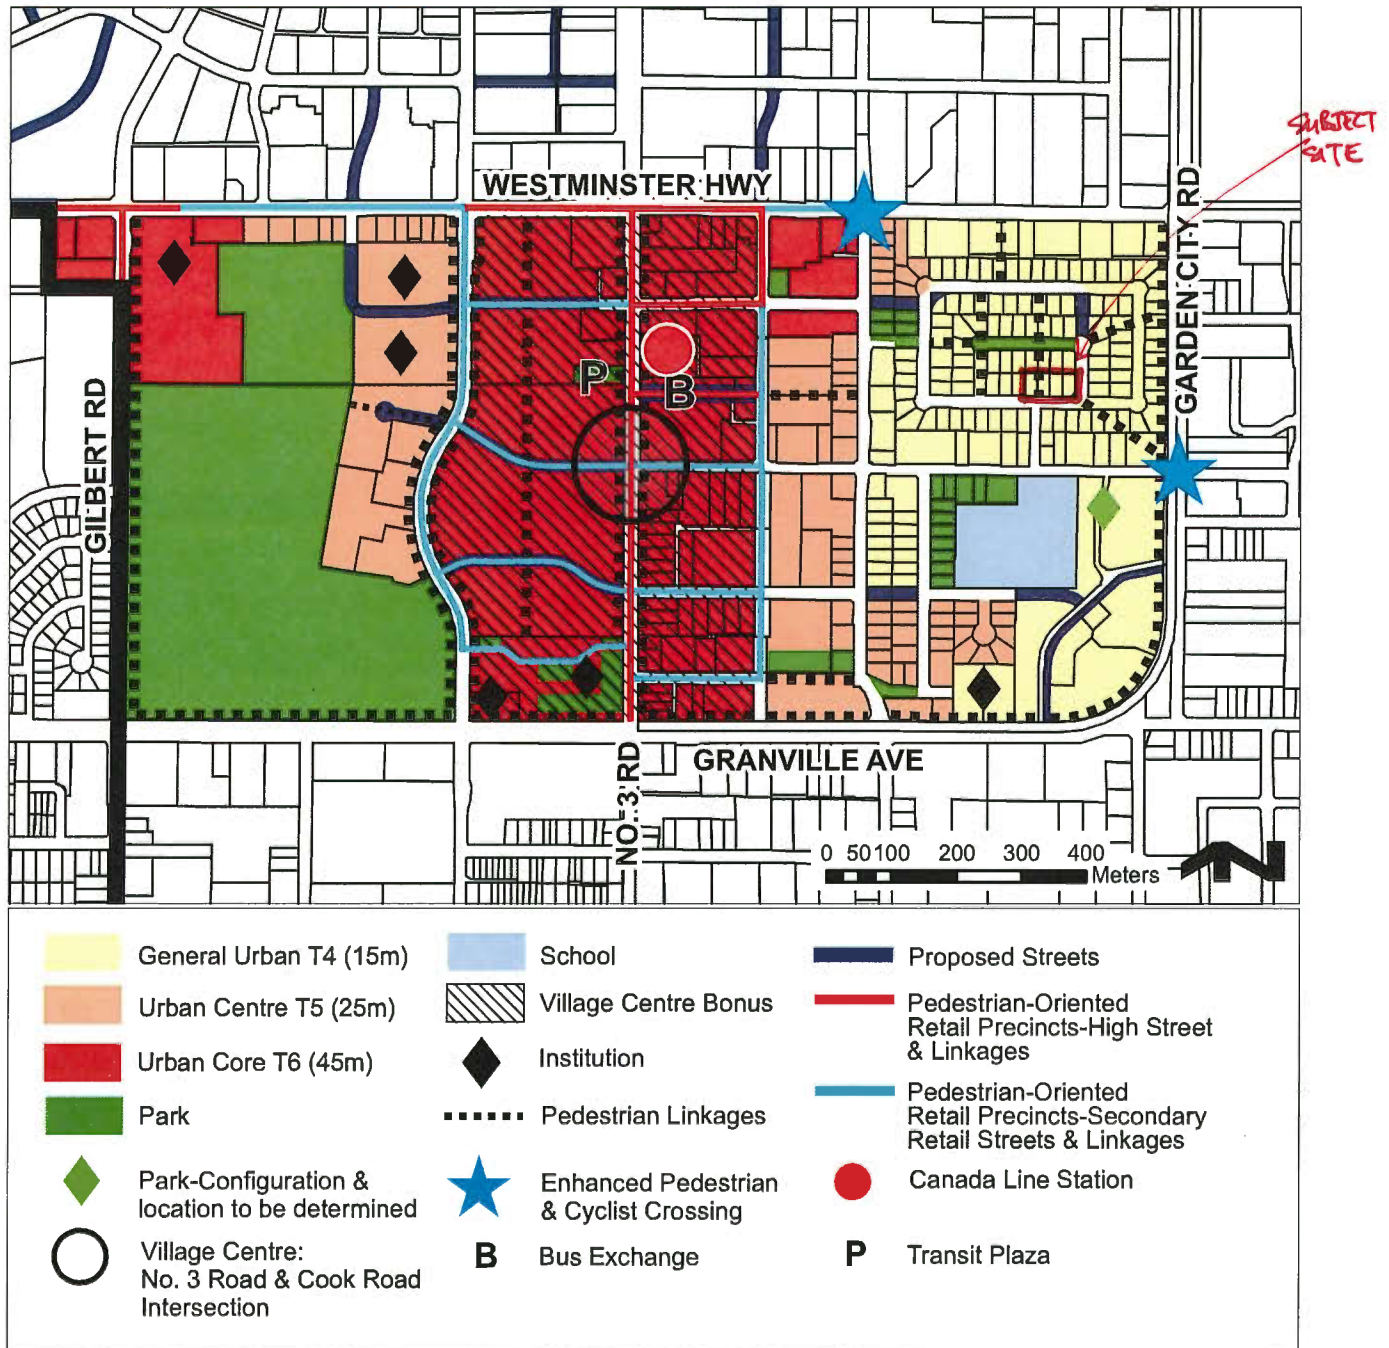 SUBJECT
SITE
WESTMINSTER HWY
GARDEN CITY RD
GILBERT RD
P
B
NO. 3 RD
GRANVILLE AVE
0 50 100 200 300 400
Meters
General Urban T4 (15m)
Urban Centre T5 (25m)
Urban Core T6 (45m)
Park
Park-Configuration &
location to be determined
Village Centre:
No. 3 Road & Cook Road
Intersection
School
Village Centre Bonus
Institution
Pedestrian Linkages
Enhanced Pedestrian
& Cyclist Crossing
B Bus Exchange
Proposed Streets
Pedestrian-Oriented
Retail Precincts-High Street
& Linkages
Pedestrian-Oriented
Retail Precincts-Secondary
Retail Streets & Linkages
Canada Line Station
P Transit Plaza